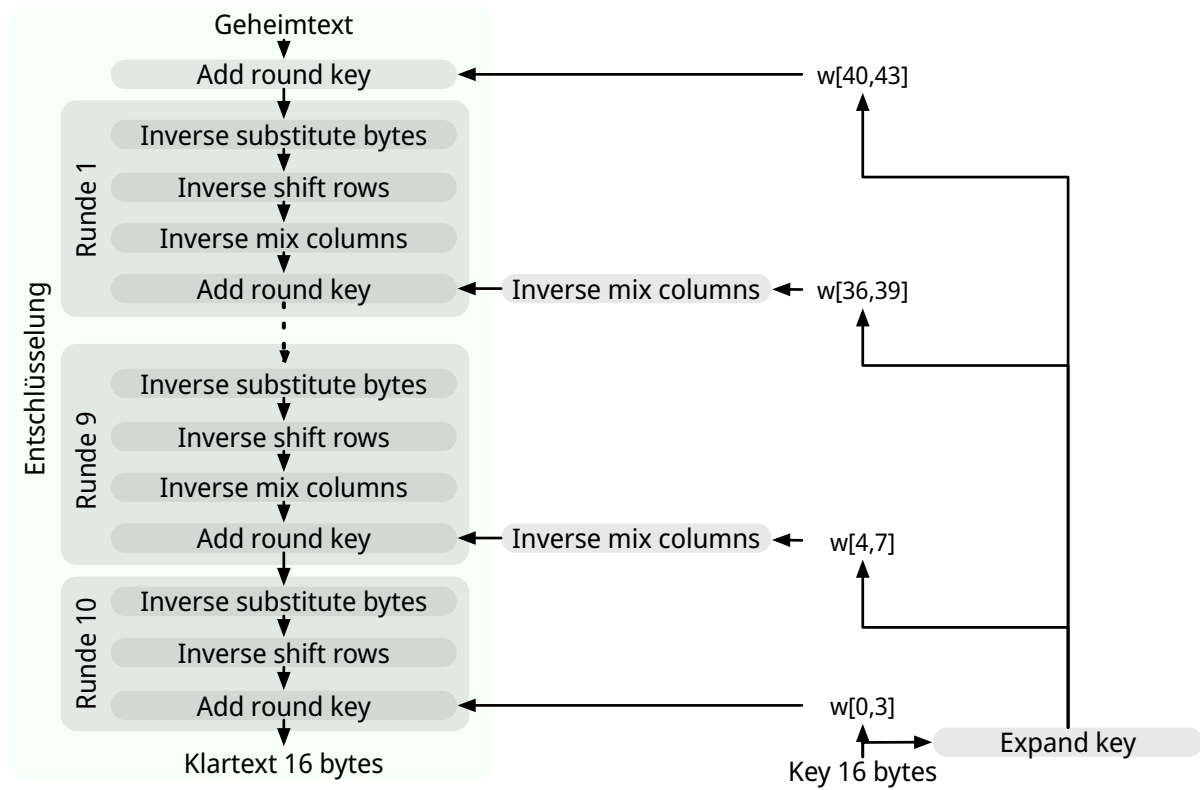 Geheimtext
Add round key
w[40,43]
Entschlüsselung
Runde 1
Inverse substitute bytes
Inverse shift rows
Inverse mix columns
Add round key
Inverse mix columns
w[36,39]
Runde 9
Inverse substitute bytes
Inverse shift rows
Inverse mix columns
Add round key
Inverse mix columns
w[4,7]
Runde 10
Inverse substitute bytes
Inverse shift rows
Add round key
w[0,3]
Expand key
Klartext 16 bytes
Key 16 bytes